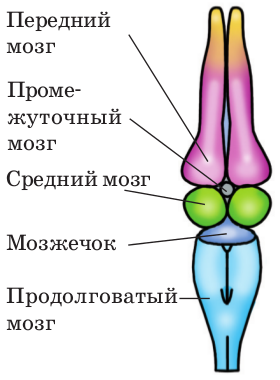 Передний
мозг
Проме-
жуточный
мозг
Средний мозг
Мозжечок
Продолговатый
мозг